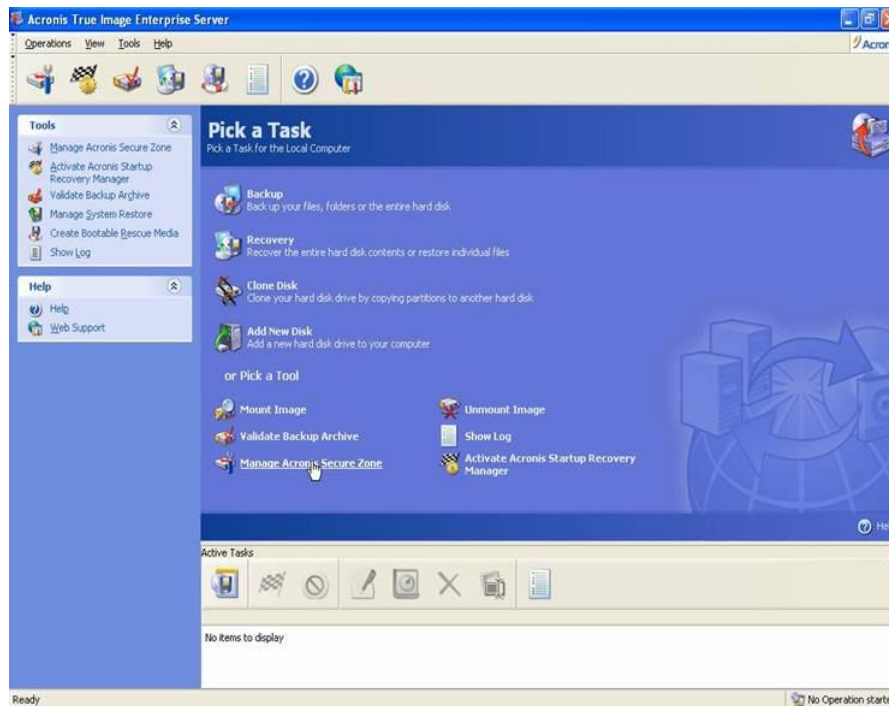 Acronis True Image Enterprise Server
Operations View Tools Help
Acron
Tools
Manage Acronis Secure Zone
Activate Acronis Startup
Recovery Manager
Validate Backup Archive
Manage System Restore
Create Bootable Rescue Media
Show Log
Help
Help
Web Support
Pick a Task
Pick a Task for the Local Computer
Backup
Back up your files, folders or the entire hard disk
Recovery
Recover the entire hard disk contents or restore individual files
Clone Disk
Clone your hard disk drive by copying partitions to another hard disk
Add New Disk
Add a new hard disk drive to your computer
or Pick a Tool
Mount Image
Unmount Image
Validate Backup Archive
Show Log
Manage Acronis Secure Zone
Activate Acronis Startup Recovery
Manager
Hel
Active Tasks
No items to display
Ready
No Operation starte